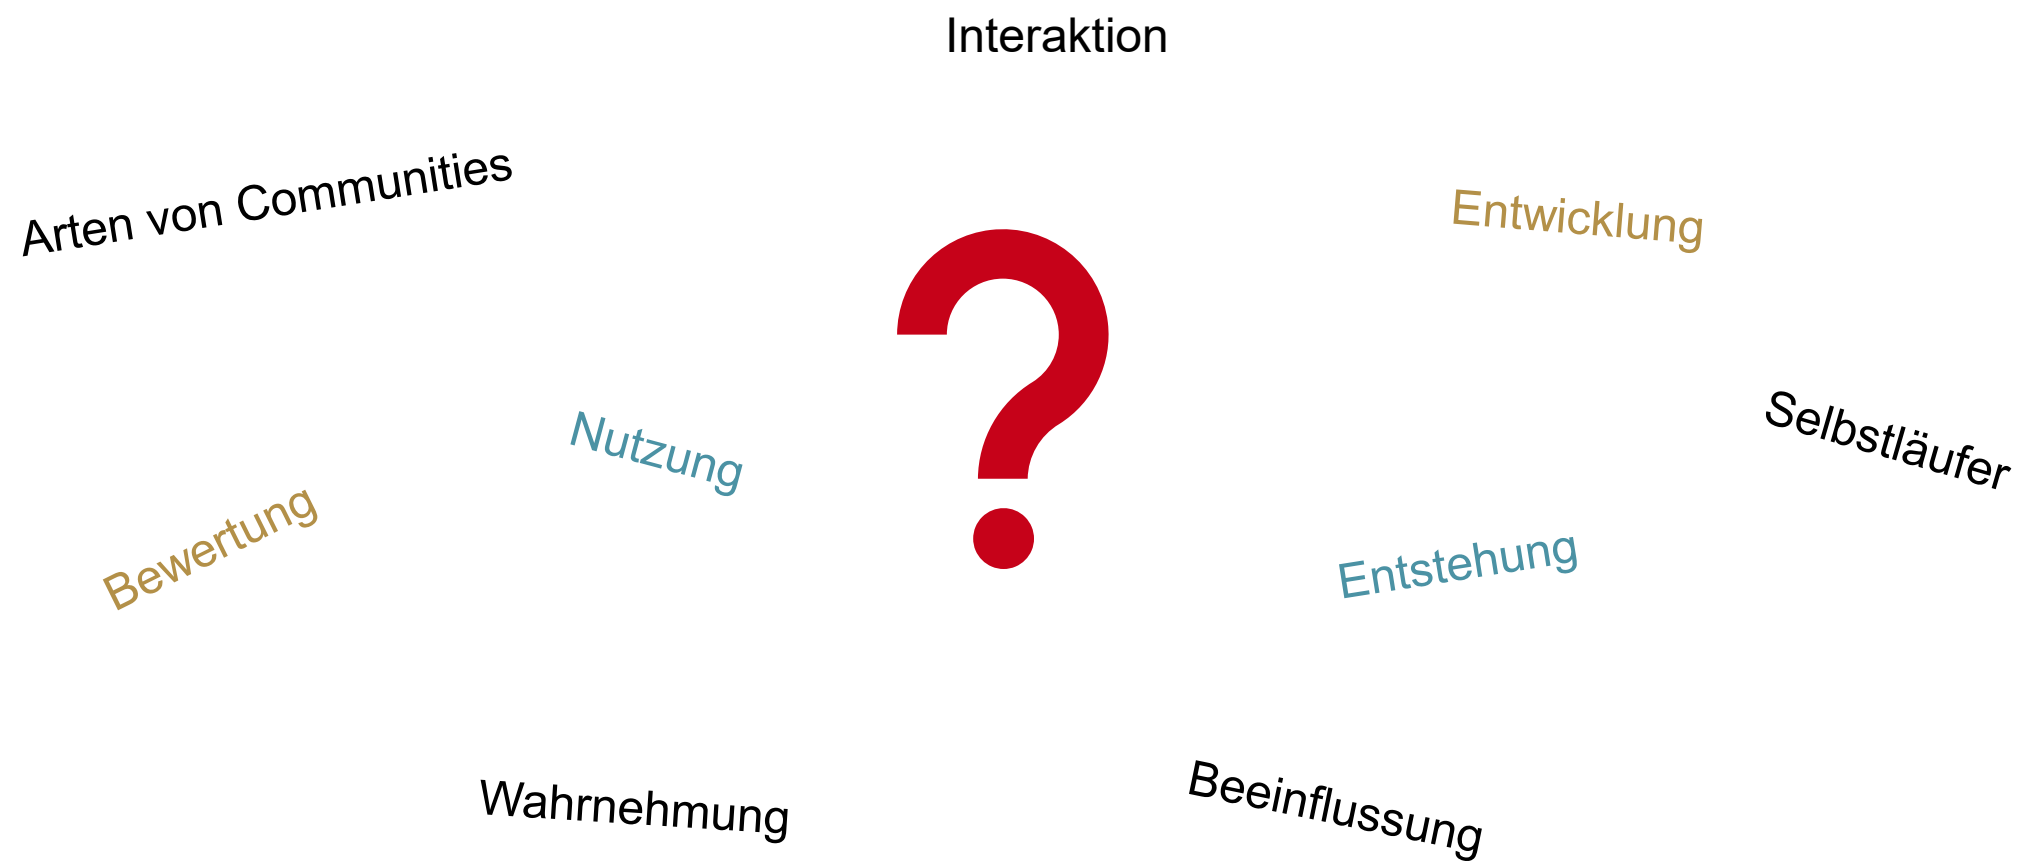 Interaktion
Arten von Communities
Entwicklung
?
Nutzung
Selbstläufer
Bewertung
Entstehung
Wahrnehmung
Beeinflussung